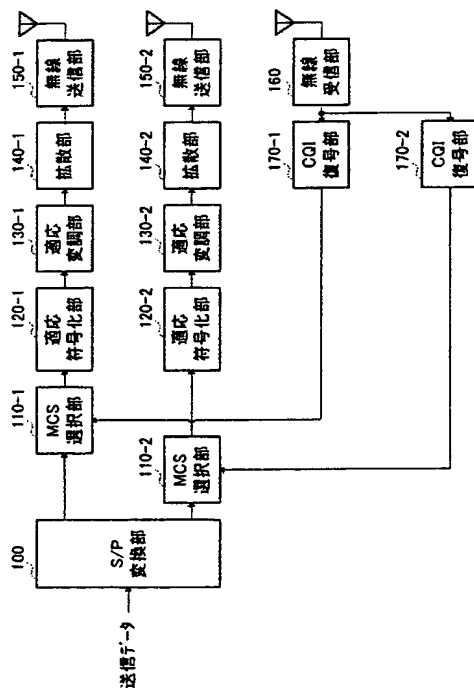 送信データ
100
S/P
変換部
110-1
MCS
選択部
120-1
適応
符号化部
130-1
適応
変調部
140-1
拡散部
150-1
無線
送信部
110-2
MCS
選択部
120-2
適応
符号化部
130-2
適応
変調部
140-2
拡散部
150-2
無線
送信部
160
無線
受信部
170-1
CQI
復号部
170-2
CQI
復号部